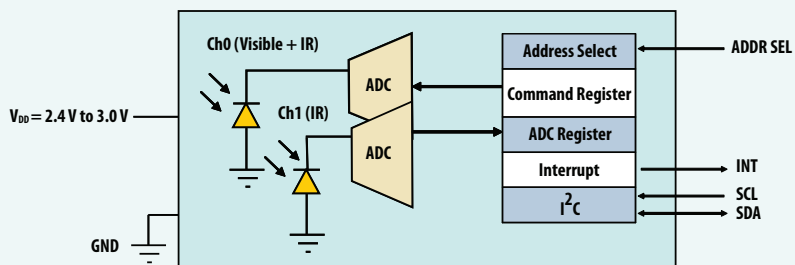 Ch0 (Visible + IR)
ADC
Address Select
ADDR SEL
Command Register
VDD = 2.4 V to 3.0 V
Ch1 (IR)
ADC
ADC Register
Interrupt
INT
I²C
SCL
SDA
GND